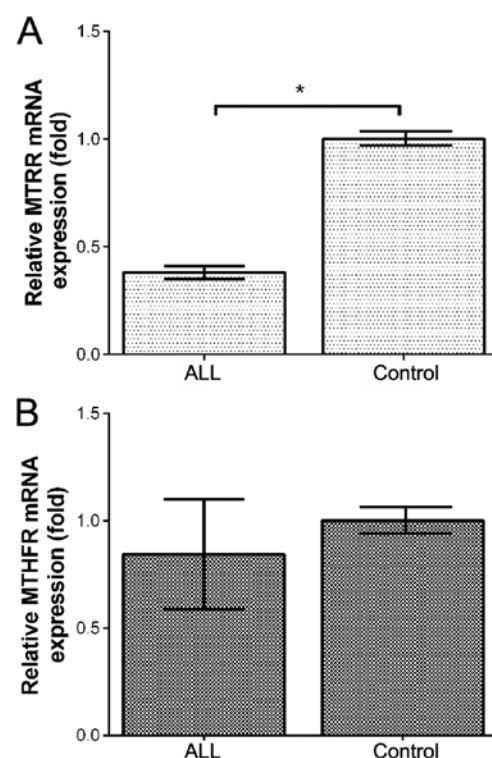 A
1.5
*
1.0
0.5
0.0
Relative MTRR mRNA
expression (fold)
ALL Control
B
1.5
1.0
0.5
0.0
Relative MTHFR mRNA
expression (fold)
ALL Control